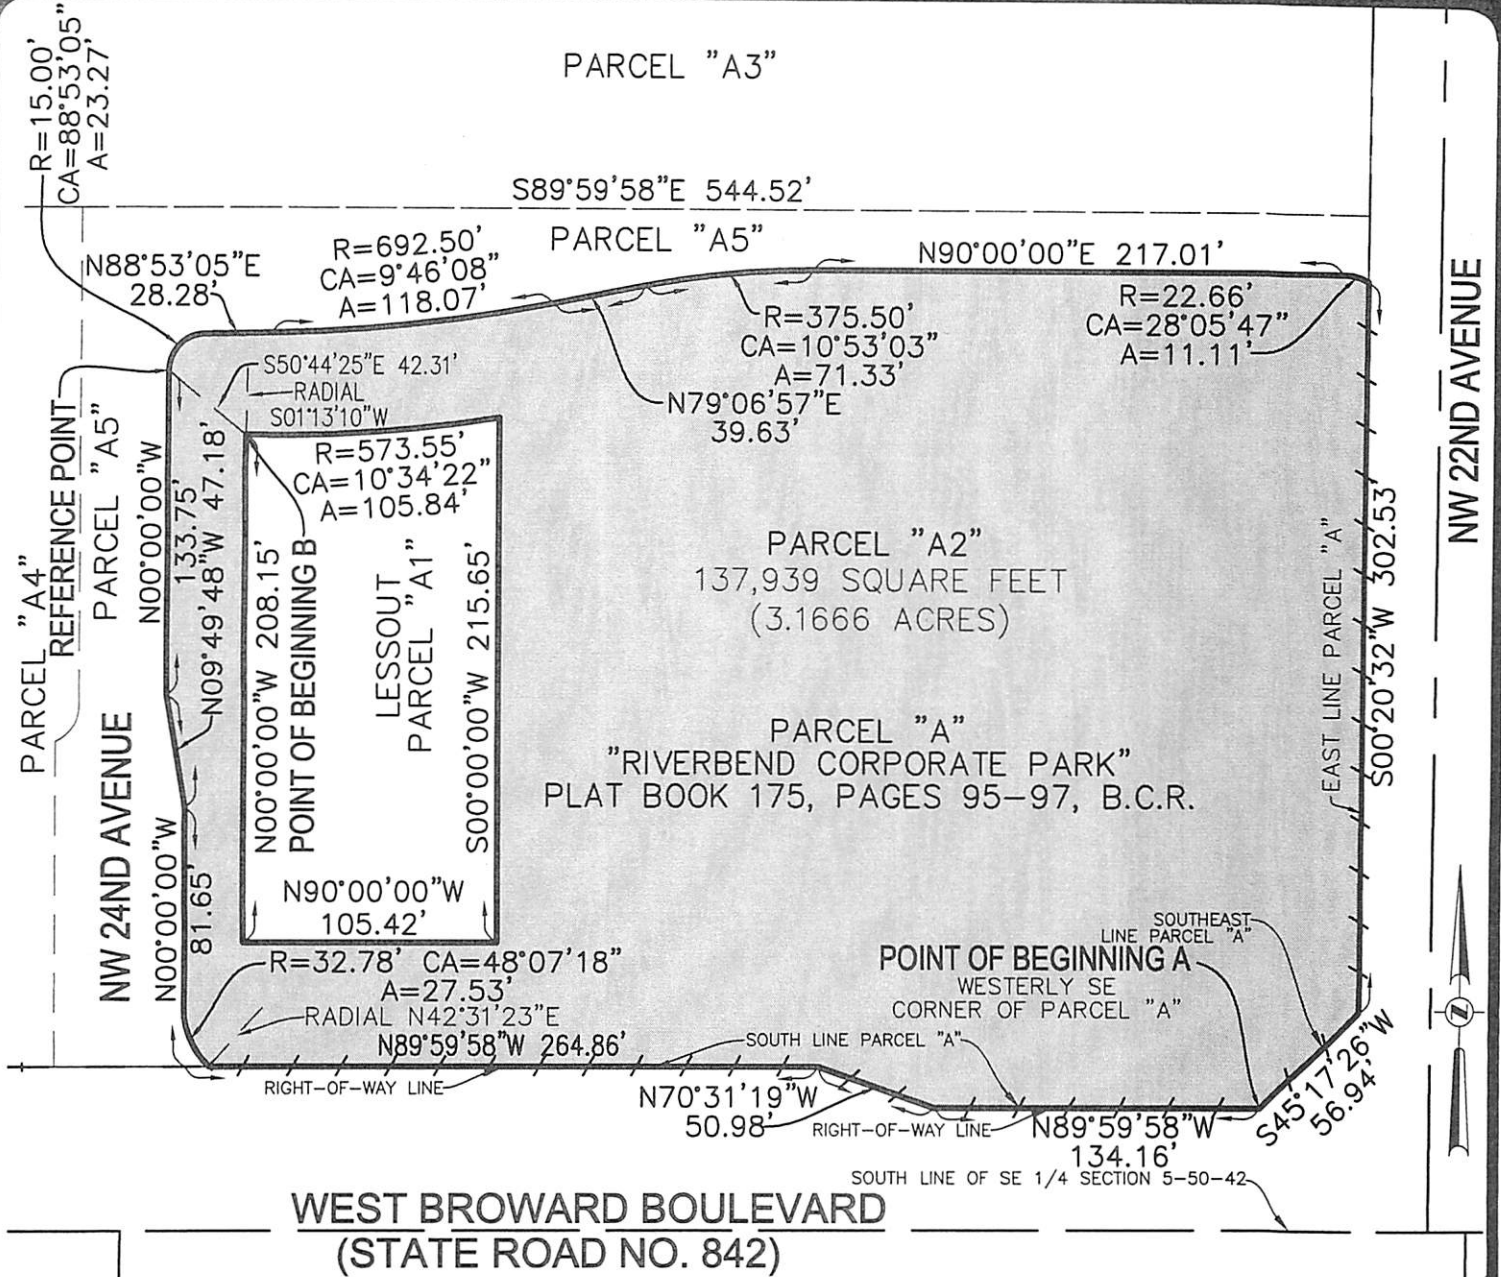 R=15.00'
CA=88°53'05"
A=23.27'
PARCEL "A3"
S89°59'58"E 544.52'
PARCEL "A5"
N88°53'05"E
28.28'
R=692.50'
CA=9°46'08"
A=118.07'
N90°00'00"E 217.01'
R=22.66'
CA=28°05'47"
A=11.11'
R=375.50'
CA=10°53'03"
A=71.33'
N79°06'57"E
39.63'
S50°44'25"E 42.31'
RADIAL
S01°13'10"W
R=573.55'
CA=10°34'22"
A=105.84'
NW 22ND AVENUE
PARCEL "A4"
REFERENCE POINT
PARCEL "A5"
N00°00'00"W
133.75'
N09°49'48"W 47.18'
N00°00'00"W 208.15'
POINT OF BEGINNING B
LESSOUT
PARCEL "A1"
S00°00'00"W 215.65'
PARCEL "A2"
137,939 SQUARE FEET
(3.1666 ACRES)
PARCEL "A"
"RIVERBEND CORPORATE PARK"
PLAT BOOK 175, PAGES 95-97, B.C.R.
EAST LINE PARCEL "A"
S00°20'32"W 302.53'
NW 24TH AVENUE
N00°00'00"W
81.65'
N90°00'00"W
105.42'
R=32.78' CA=48°07'18"
A=27.53'
RADIAL N42°31'23"E
N89°59'58"W 264.86'
SOUTH LINE PARCEL "A"
RIGHT-OF-WAY LINE
POINT OF BEGINNING A
WESTERLY SE
CORNER OF PARCEL "A"
SOUTHEAST
LINE PARCEL "A"
Z
S45°17'26"W
56.94'
N70°31'19"W
50.98'
RIGHT-OF-WAY LINE
N89°59'58"W
134.16'
SOUTH LINE OF SE 1/4 SECTION 5-50-42
WEST BROWARD BOULEVARD
(STATE ROAD NO. 842)